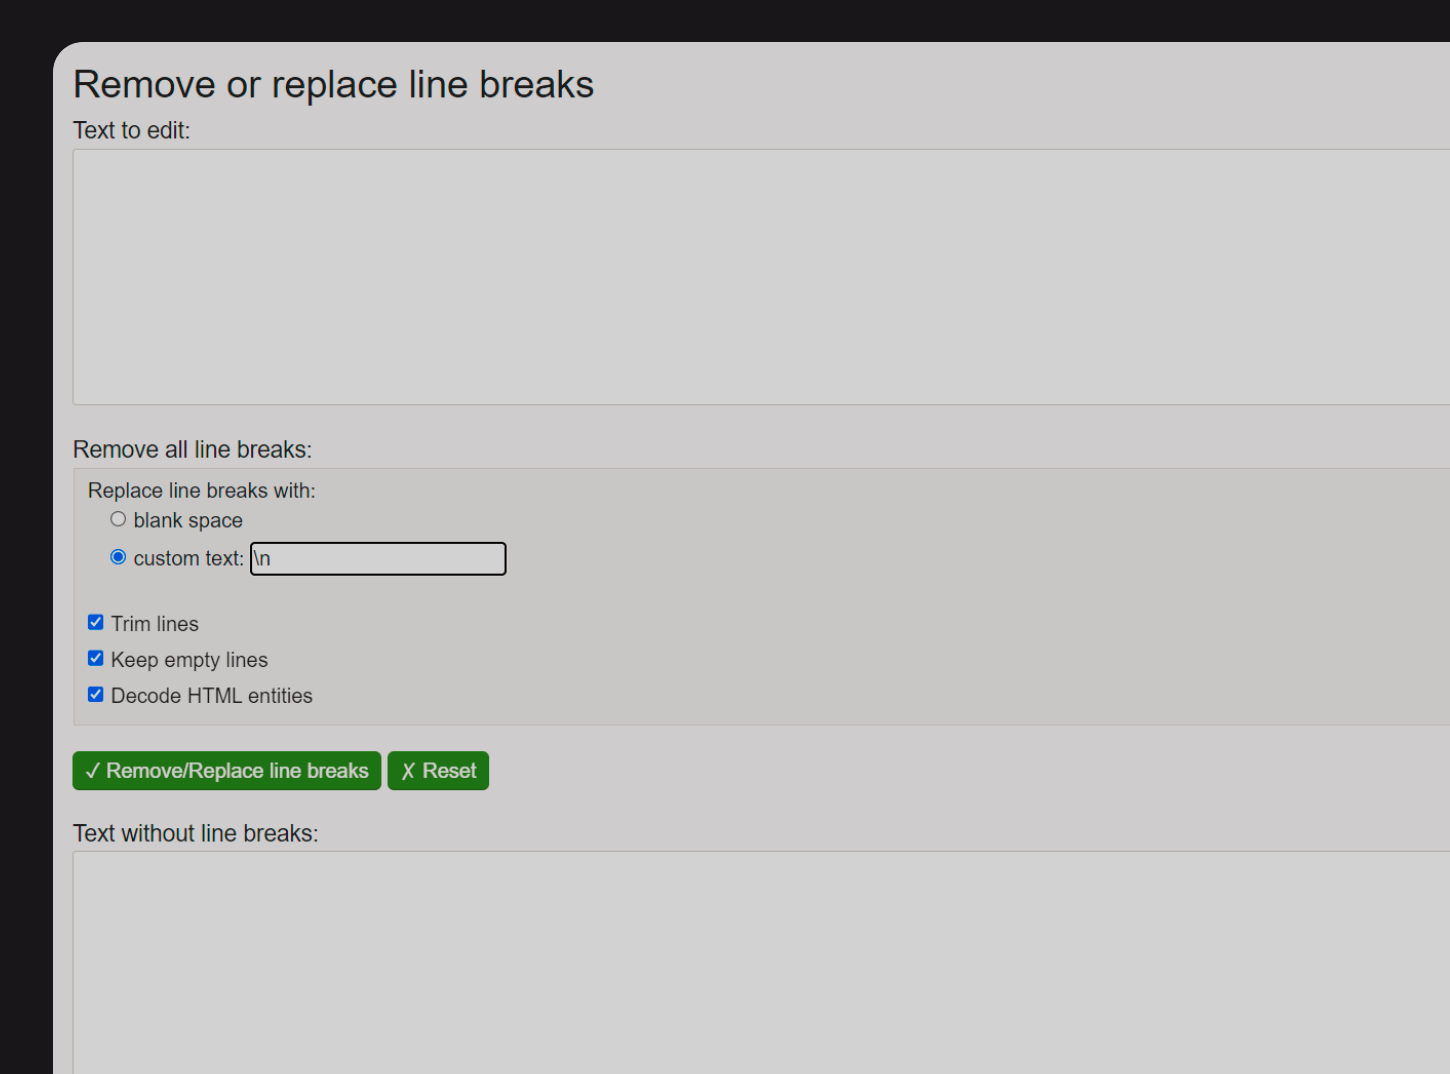 Remove or replace line breaks
Text to edit:
Remove all line breaks:
Replace line breaks with:
blank space
custom text: \n
Trim lines
Keep empty lines
Decode HTML entities
✓ Remove/Replace line breaks ✗ Reset
Text without line breaks: